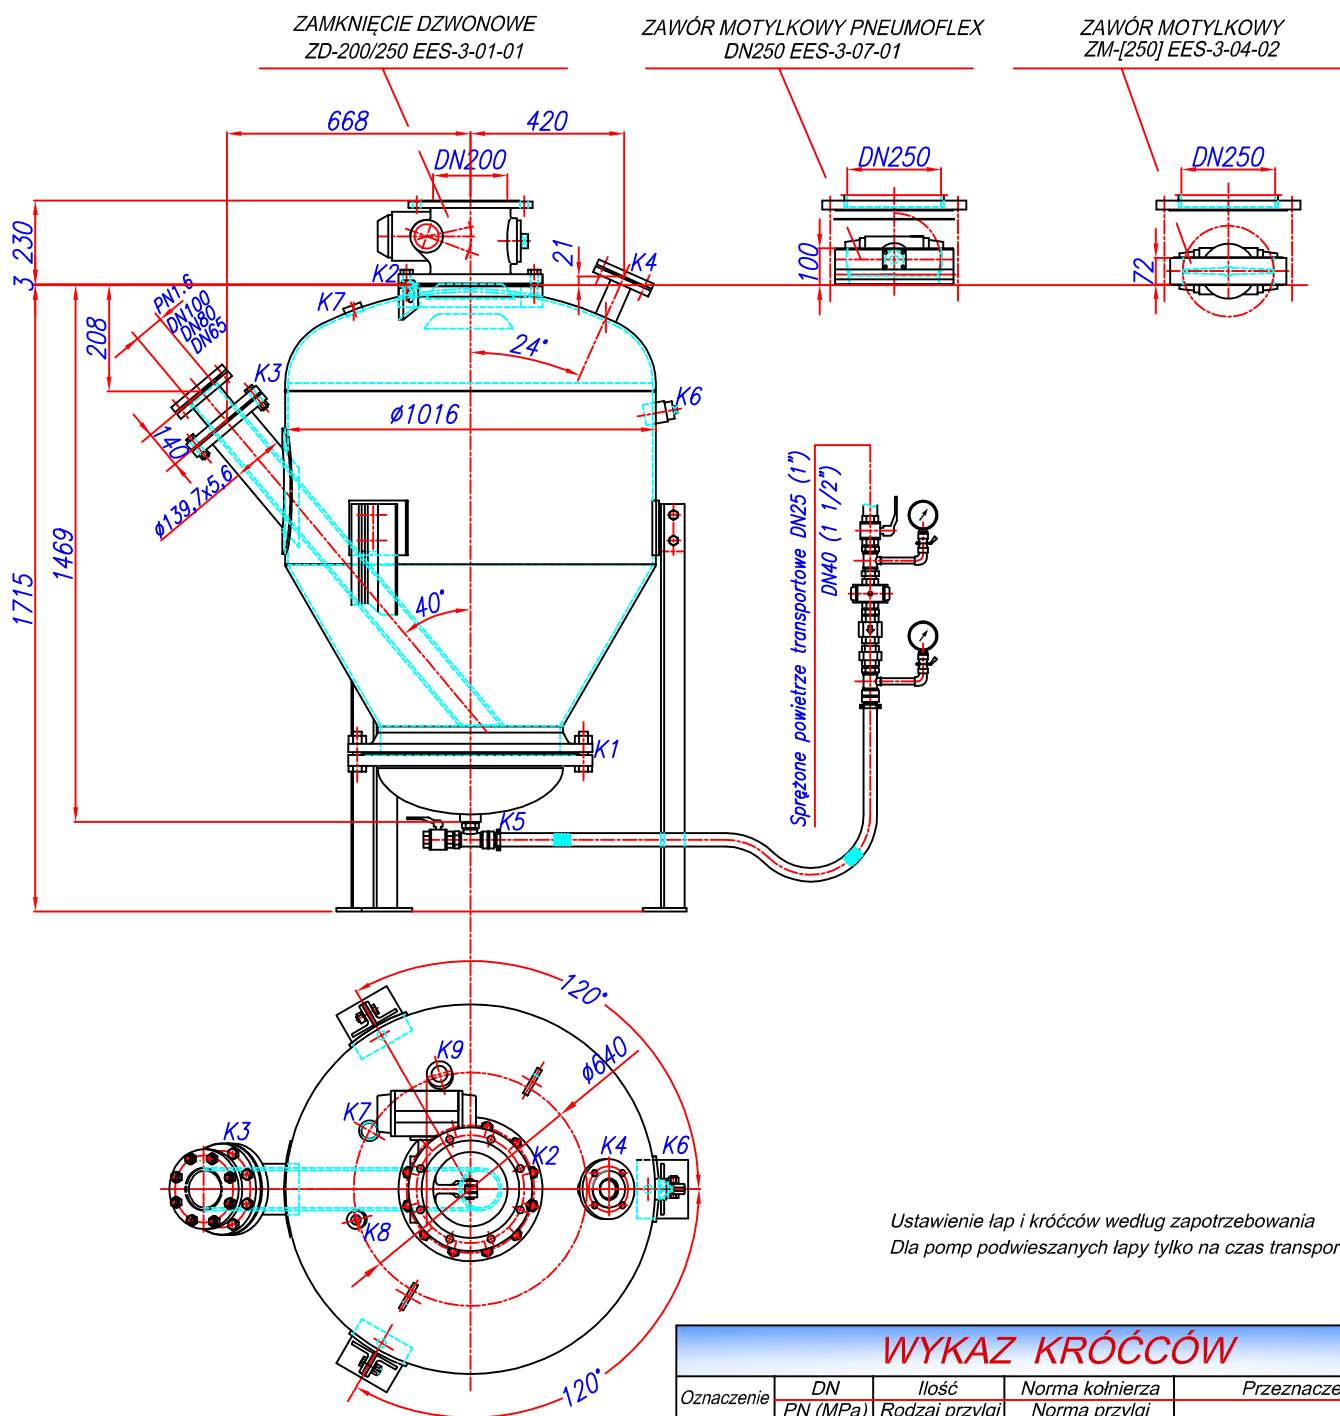 ZAMKNIĘCIE DZWONOWE
ZD-200/250 EES-3-01-01
ZAWÓR MOTYLKOWY PNEUMOFLEX
DN250 EES-3-07-01
ZAWÓR MOTYLKOWY
ZM-[250] EES-3-04-02
668
420
DN200
DN250
DN250
230
3
21
K4
K2
K7
100
72
PN1.6
DN100
DN80
DN65
208
K3
24°
K6
ø1016
140
ø139,7x5,6
1469
1715
40°
Sprężone powietrze transportowe DN25 (1")
DN40 (1 1/2")
K1
K5
120°
K9
ø640
K7
K3
K2
K4
K6
K8
120°
Ustawienie łap i króćców według zapotrzebowania
Dla pomp podwieszanych łapy tylko na czas transpor
WYKAZ KRÓĆCÓW
Oznaczenie
DN
Ilość
Norma kołnierza
Przeznacze
PN (MPa)
Rodzaj przylgi
Norma przylgi